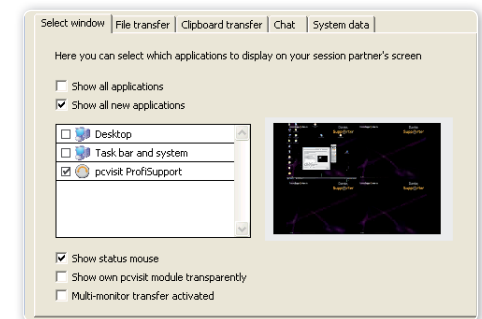 Select window File transfer Clipboard transfer Chat System data
Here you can select which applications to display on your session partner's screen
Show all applications
Show all new applications
Desktop
Task bar and system
pcvisit ProfiSupport
Show status mouse
Show own pcvisit module transparently
Multi-monitor transfer activated